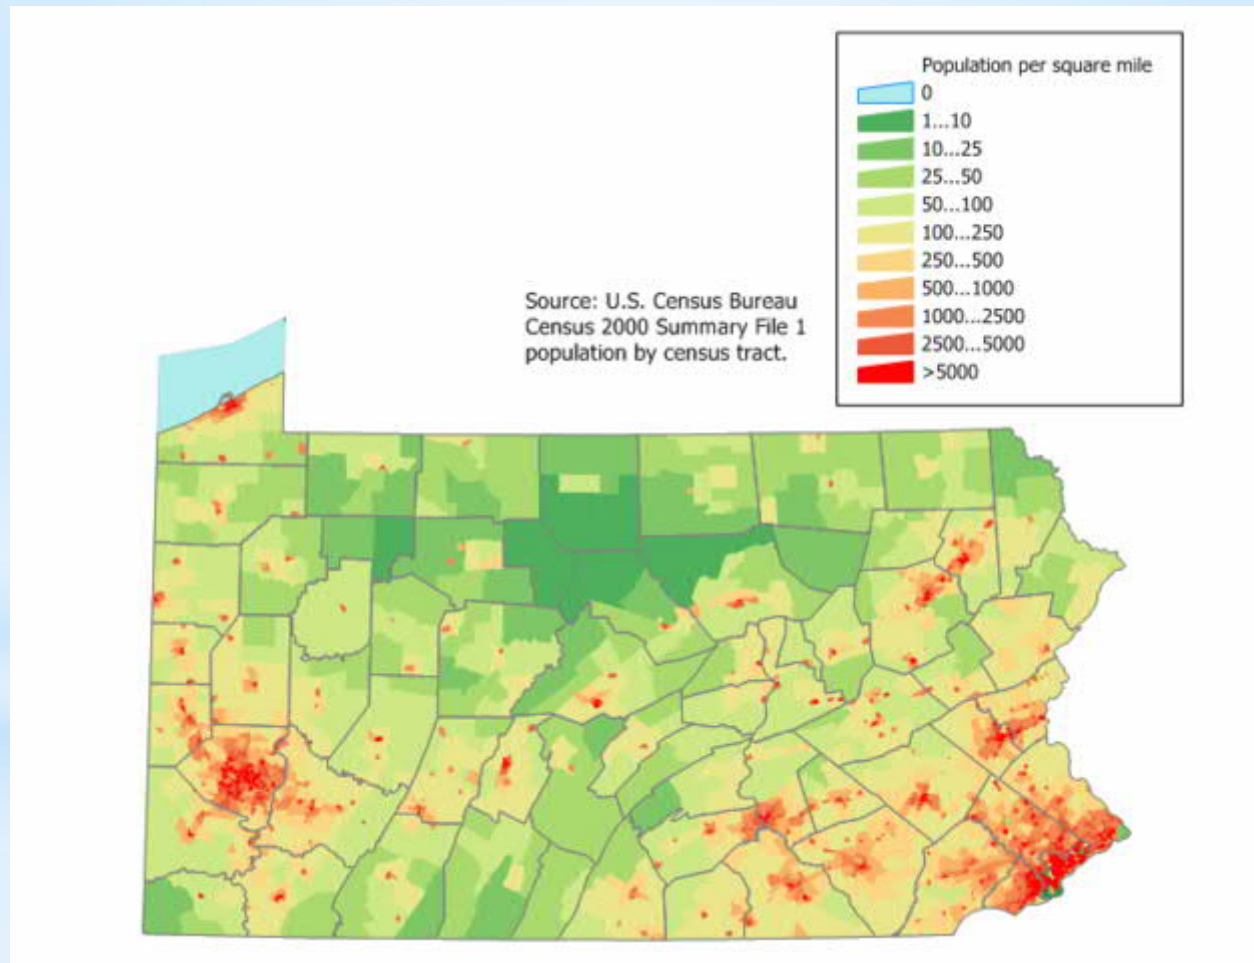 Population per square mile
0
1...10
10...25
25...50
50...100
100...250
250...500
500...1000
1000...2500
2500...5000
>5000
Source: U.S. Census Bureau
Census 2000 Summary File 1
population by census tract.